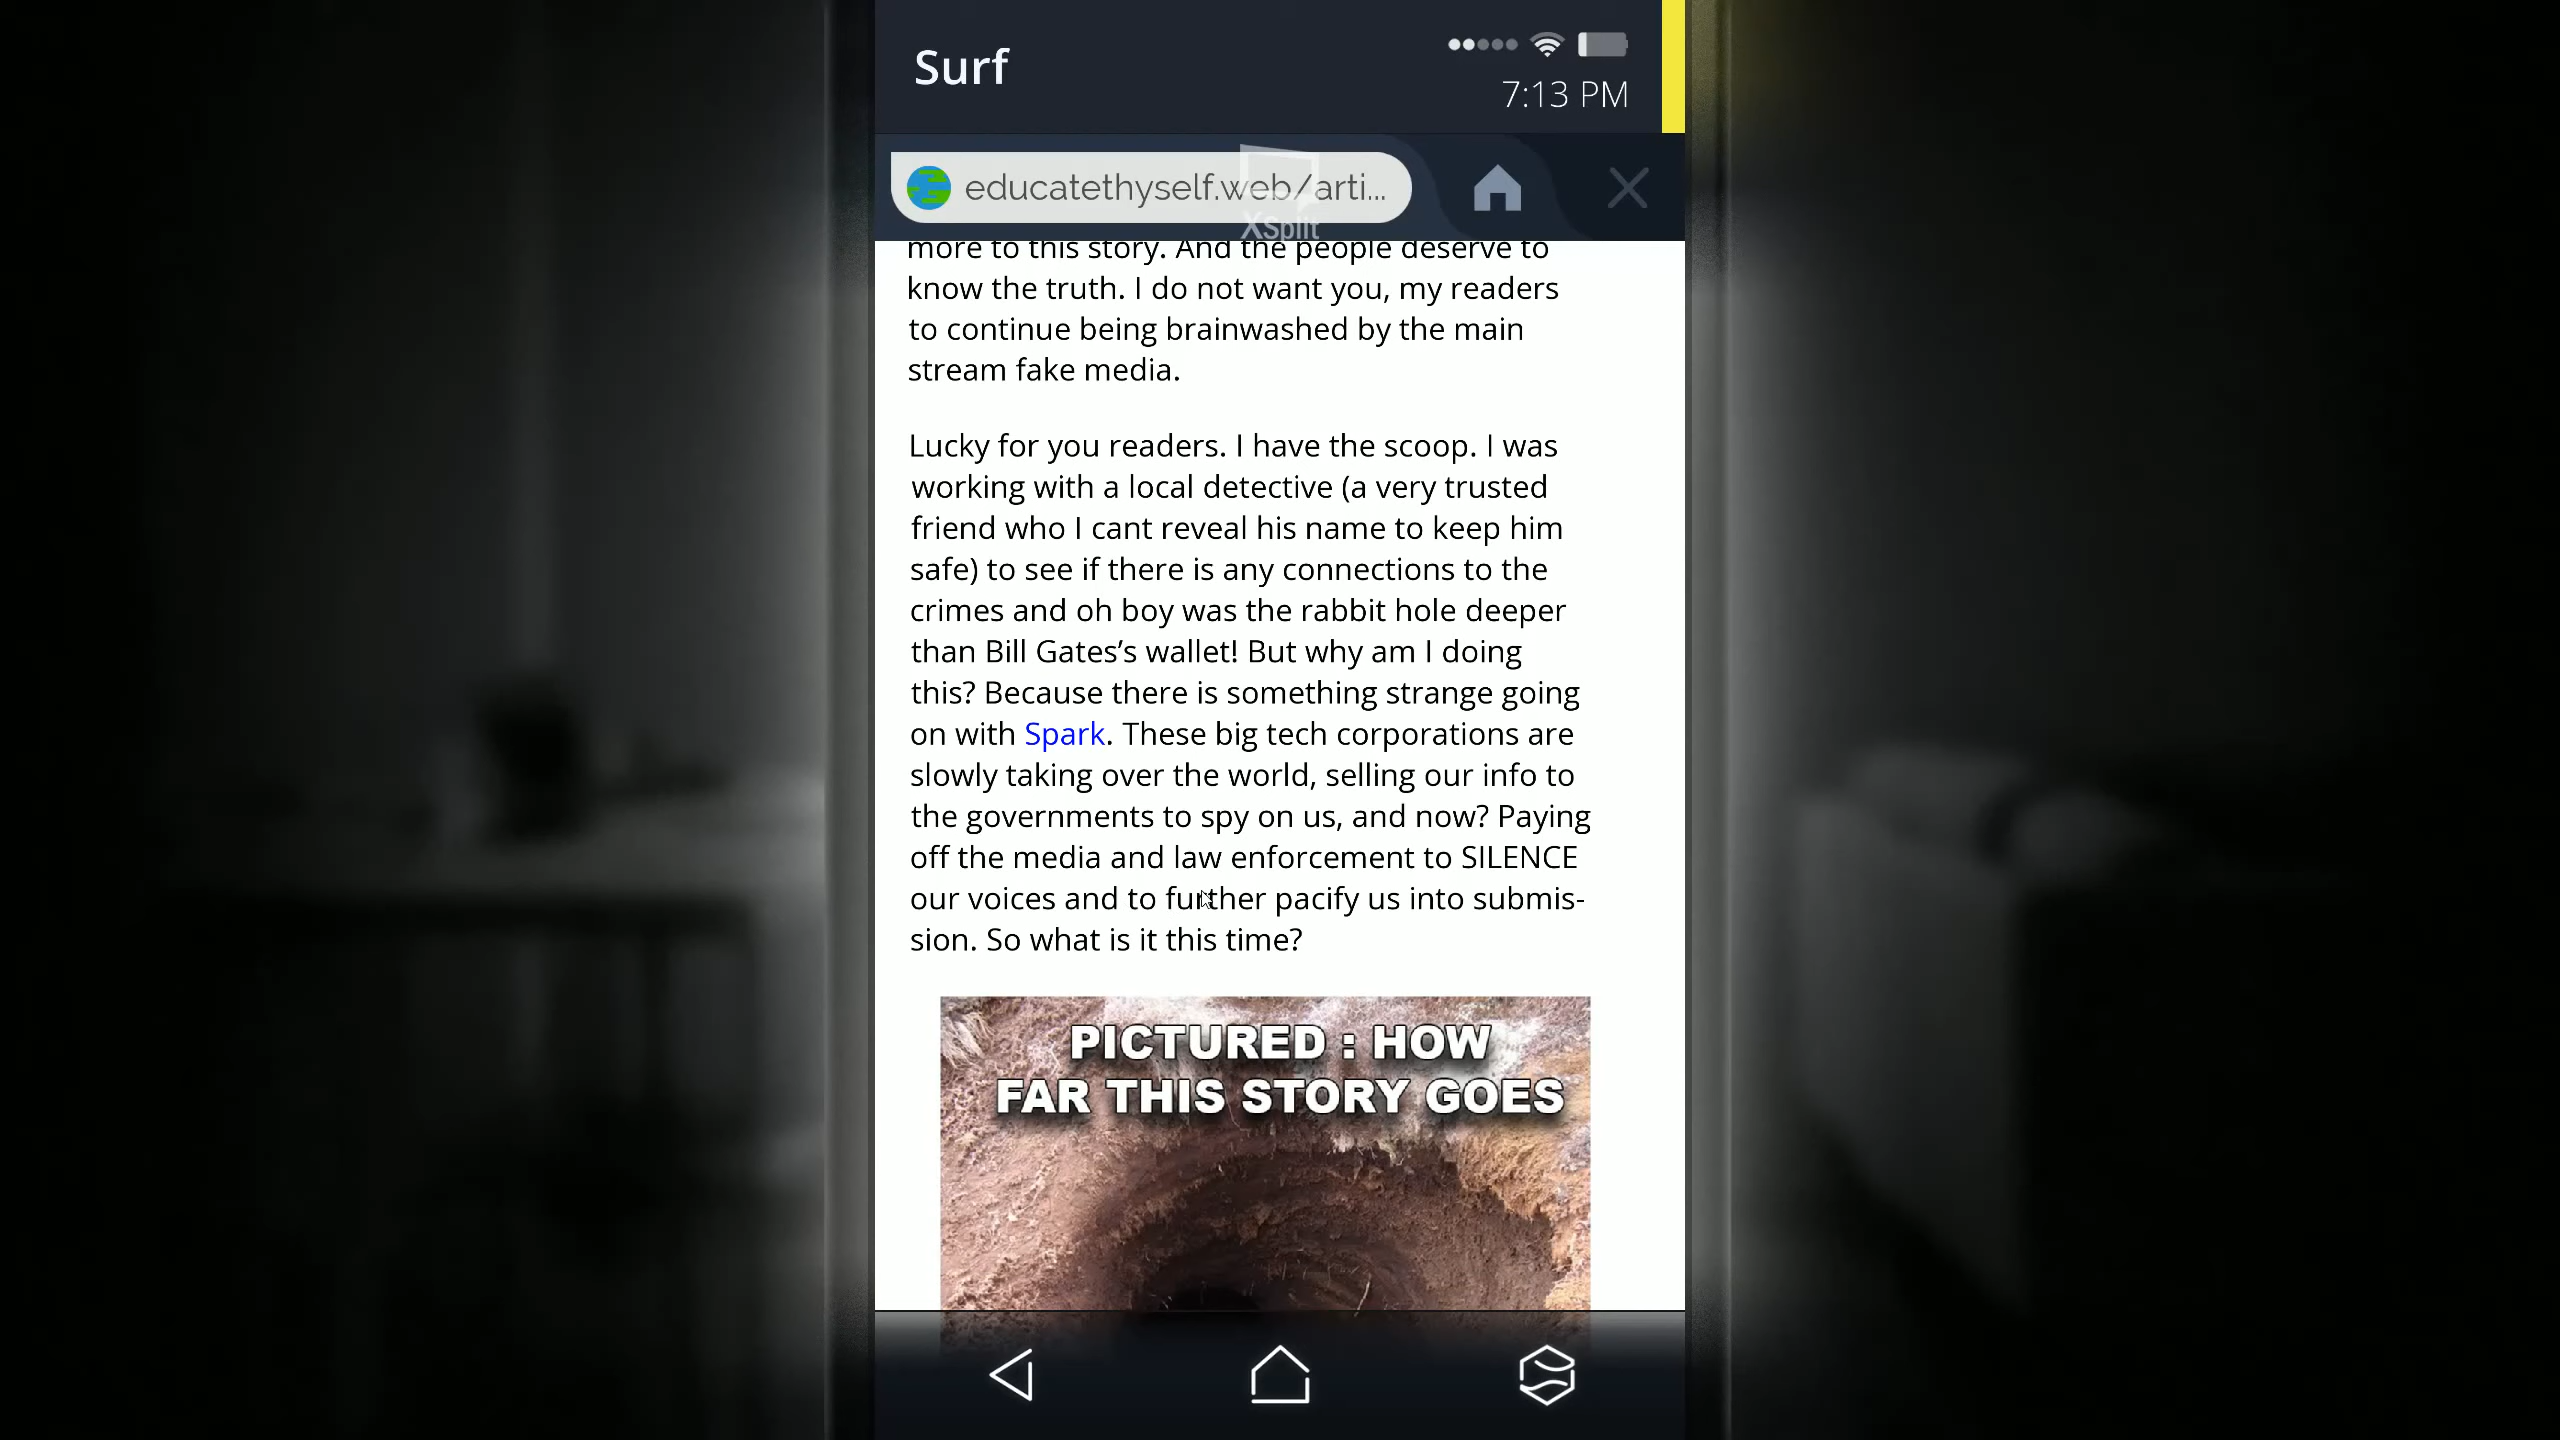 Surf
7:13 PM
educatethyself.web/arti...
XSplit
more to this story. And the people deserve to
know the truth. I do not want you, my readers
to continue being brainwashed by the main
stream fake media.
Lucky for you readers. I have the scoop. I was
working with a local detective (a very trusted
friend who I cant reveal his name to keep him
safe) to see if there is any connections to the
crimes and oh boy was the rabbit hole deeper
than Bill Gates’s wallet! But why am I doing
this? Because there is something strange going
on with Spark. These big tech corporations are
slowly taking over the world, selling our info to
the governments to spy on us, and now? Paying
off the media and law enforcement to SILENCE
our voices and to further pacify us into submis-
sion. So what is it this time?
PICTURED : HOW
FAR THIS STORY GOES